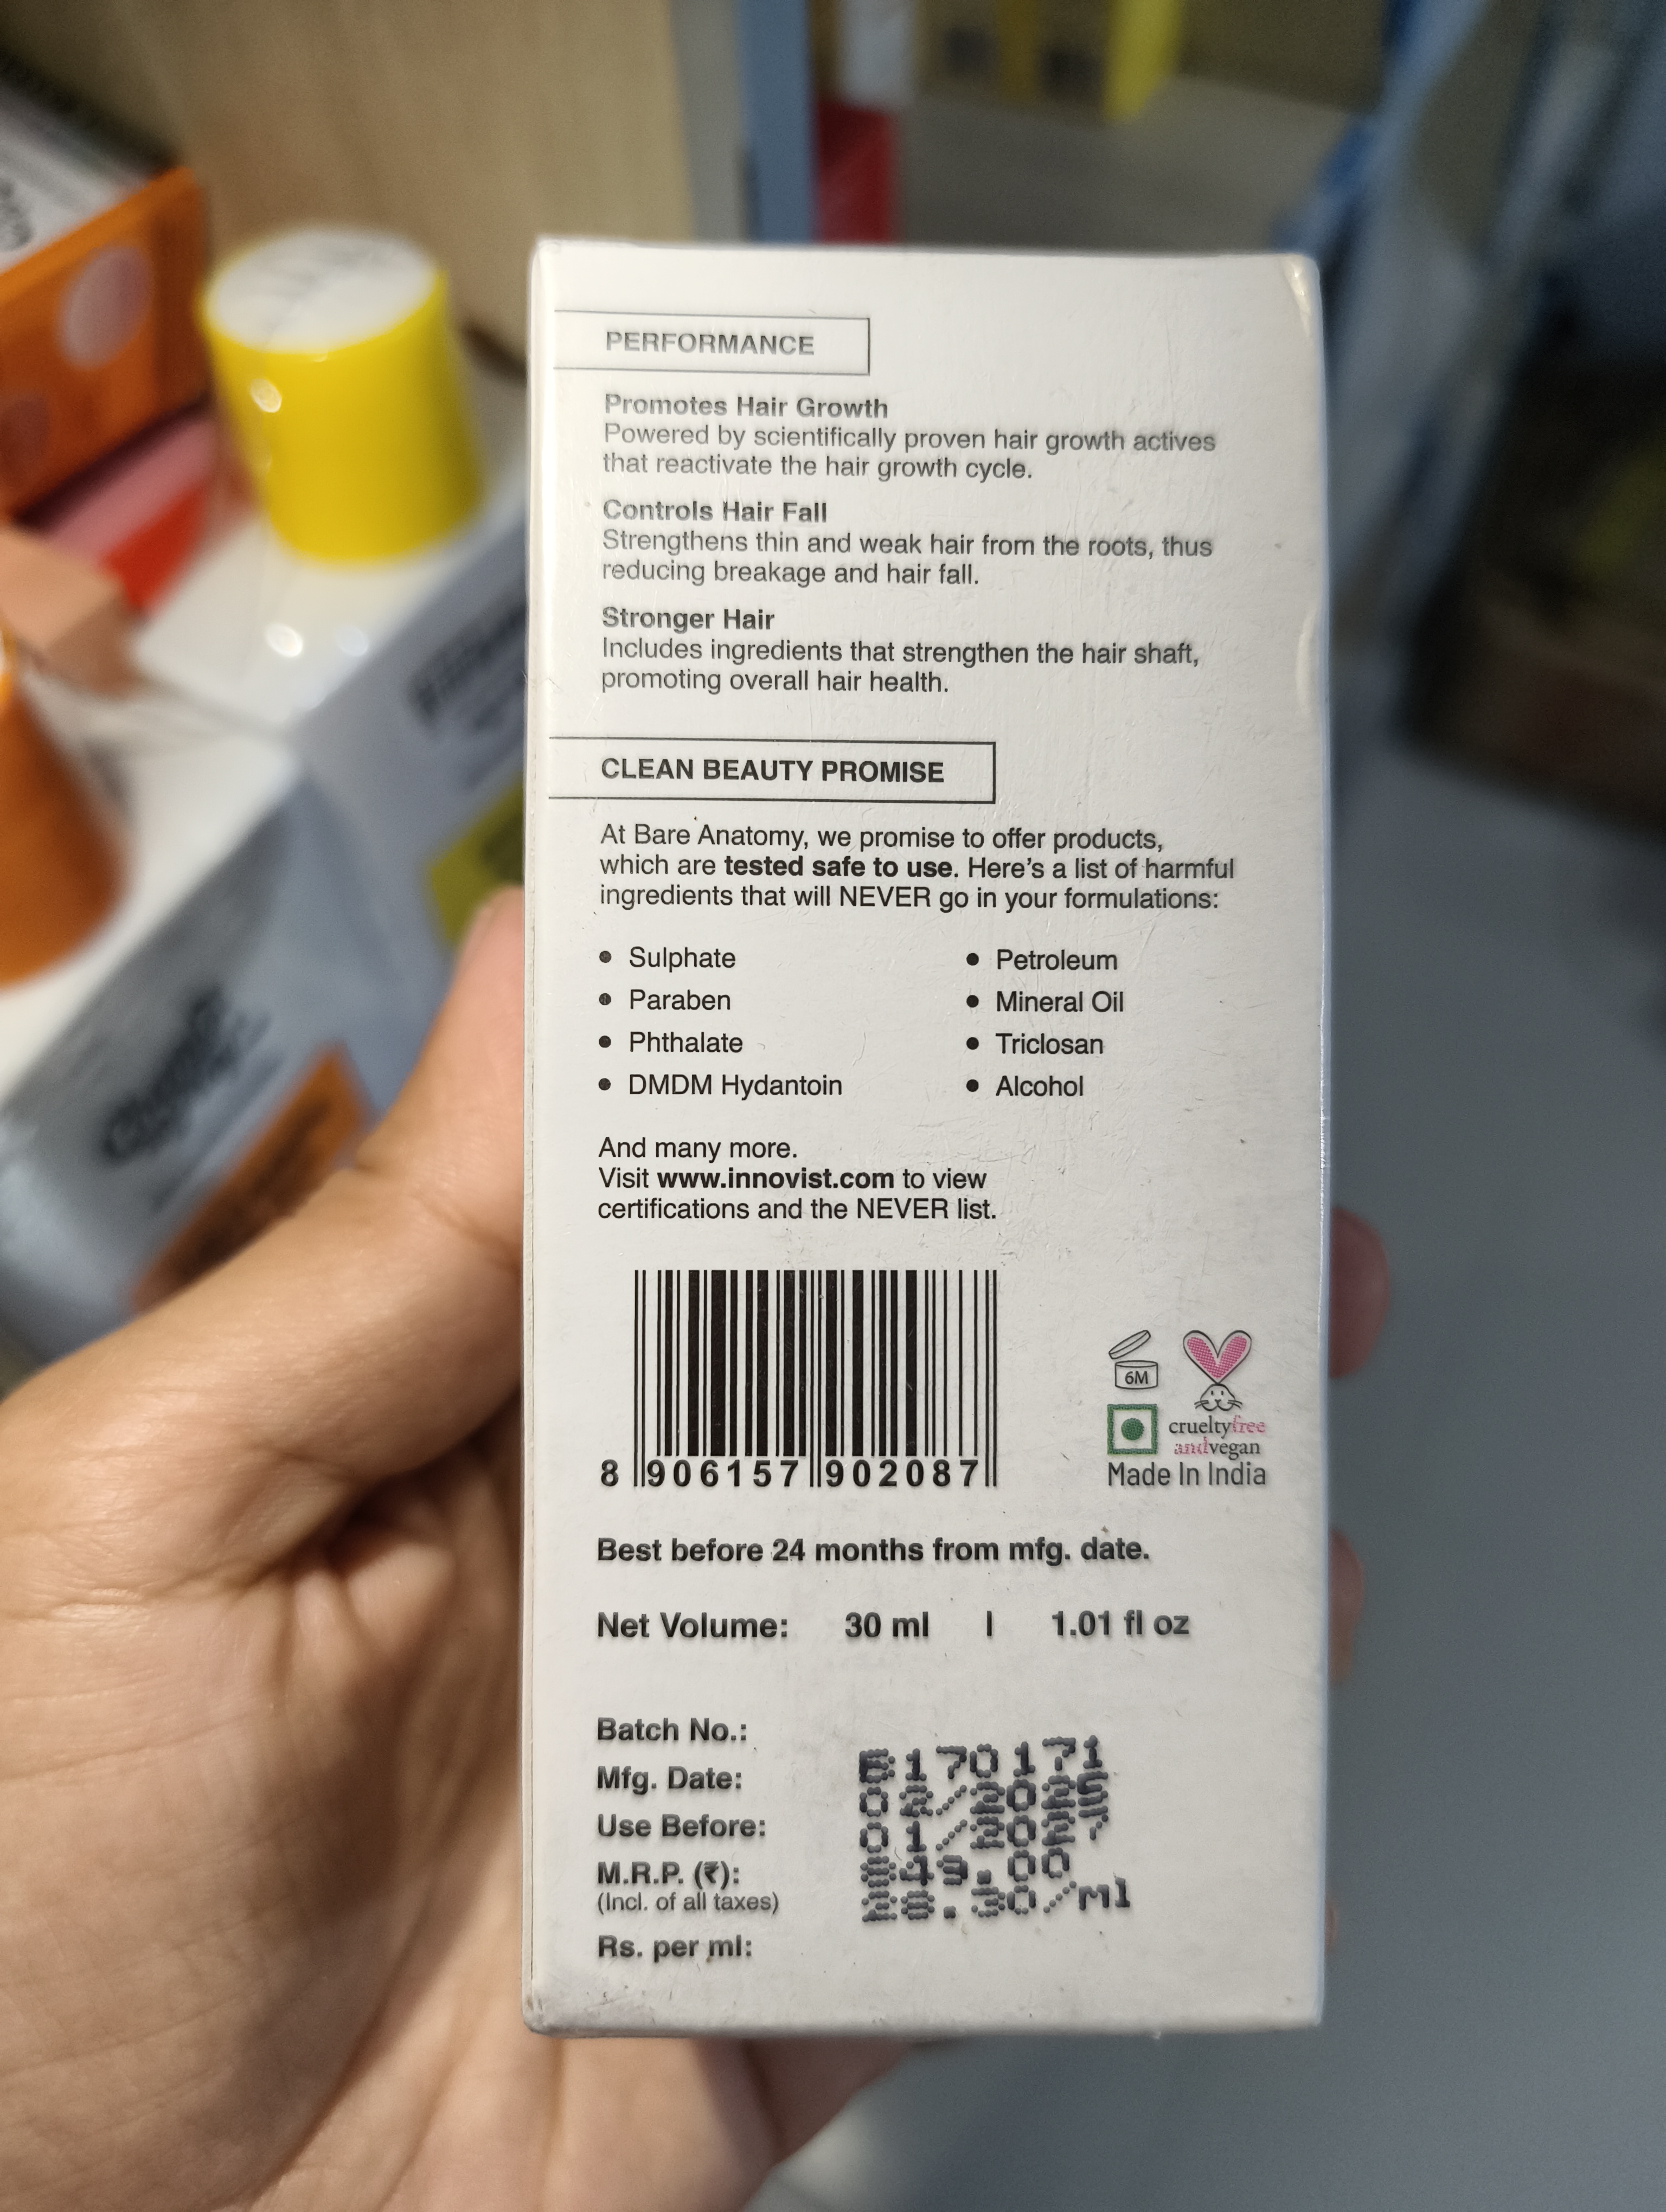 PERFORMANCE
Promotes Hair Growth
Powered by scientifically proven hair growth actives
that reactivate the hair growth cycle.
Controls Hair Fall
Strengthens thin and weak hair from the roots, thus
reducing breakage and hair fall.
Stronger Hair
Includes ingredients that strengthen the hair shaft,
promoting overall hair health.
CLEAN BEAUTY PROMISE
At Bare Anatomy, we promise to offer products,
which are tested safe to use. Here's a list of harmful
ingredients that will NEVER go in your formulations:
• Sulphate
• Paraben
• Phthalate
• DMDM Hydantoin
• Petroleum
• Mineral Oil
• Triclosan
• Alcohol
And many more.
Visit www.innovist.com to view
certifications and the NEVER list.
8 906157 902087
6M
crueltyfree
andvegan
Made In India
Best before 24 months from mfg. date.
Net Volume: 30 ml | 1.01 fl oz
Batch No.: B170171
Mfg. Date: 02/2025
Use Before: 01/2027
M.R.P. (₹): 849.00
(Incl. of all taxes)
Rs. per ml: 28.30/ml